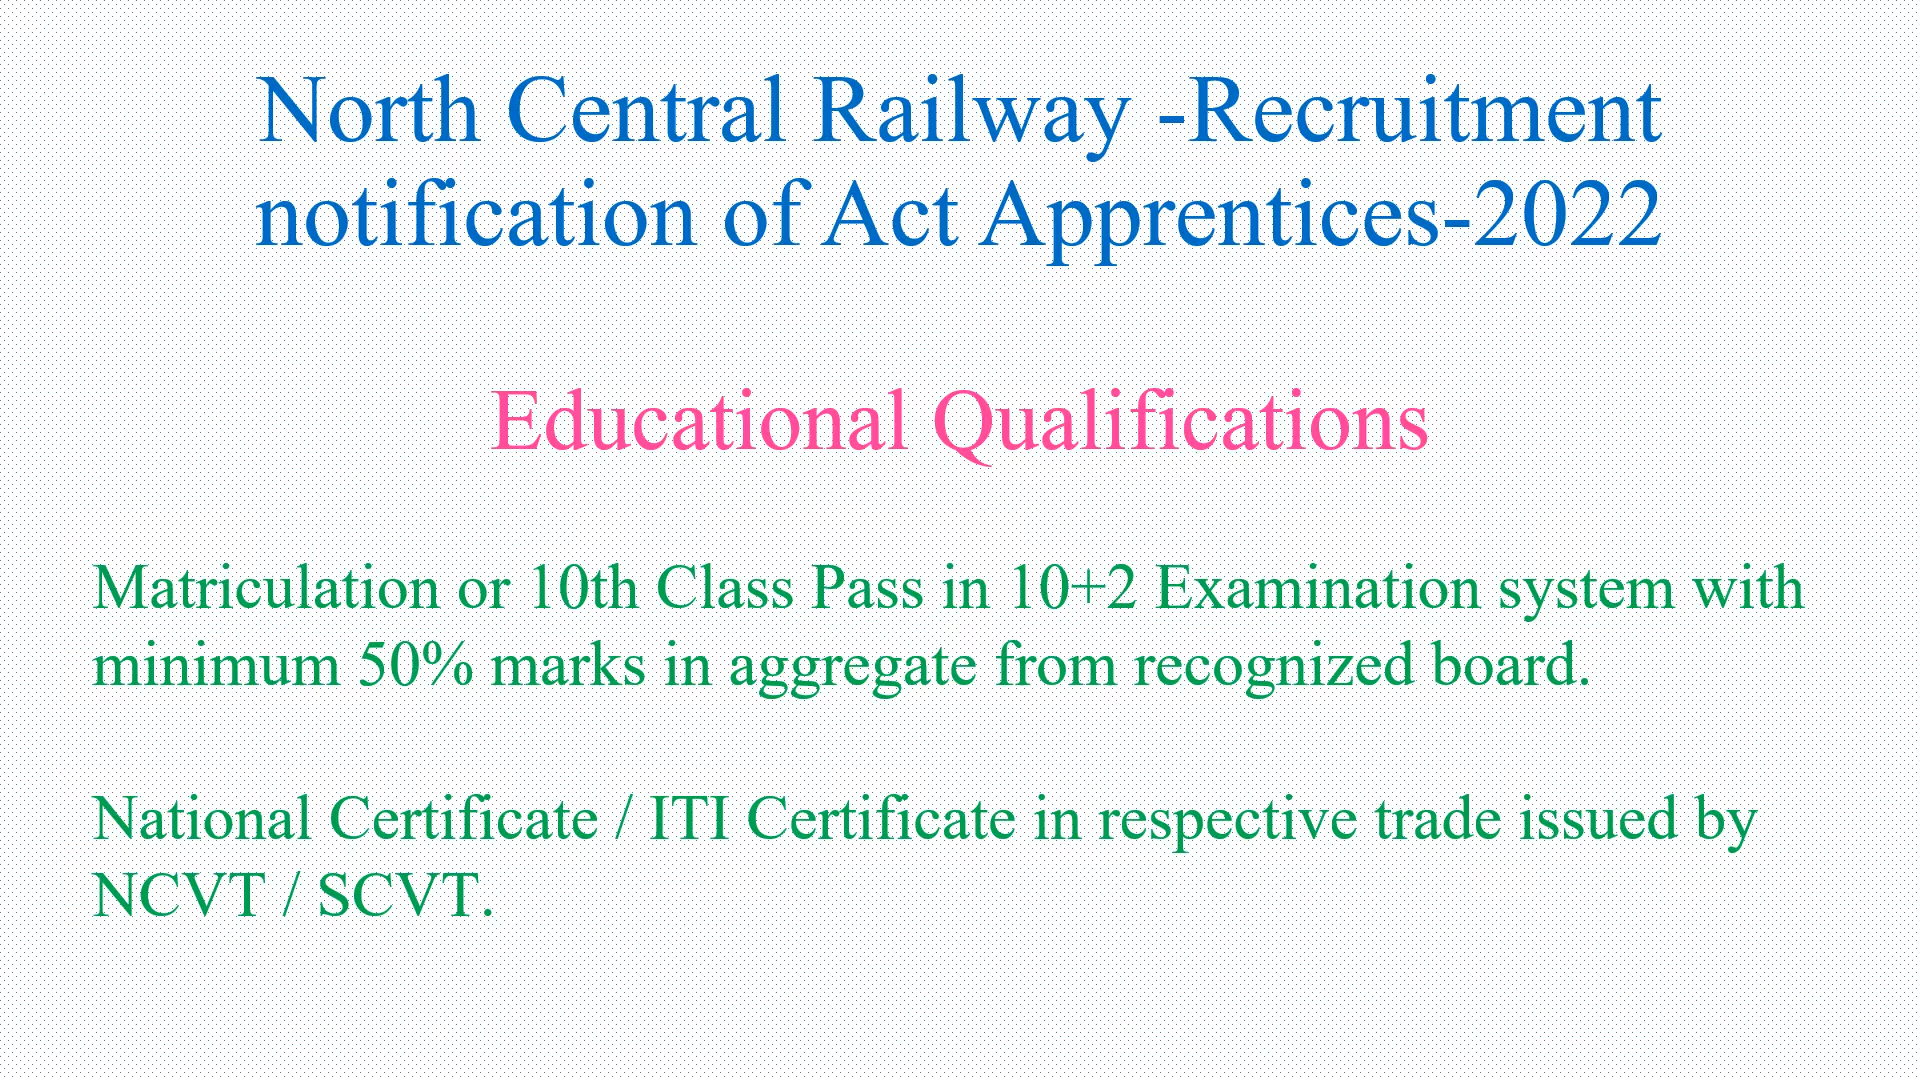 North Central Railway -Recruitment
notification of Act Apprentices-2022
Educational Qualifications
Matriculation or 10th Class Pass in 10+2 Examination system with
minimum 50% marks in aggregate from recognized board.
National Certificate / ITI Certificate in respective trade issued by
NCVT / SCVT.